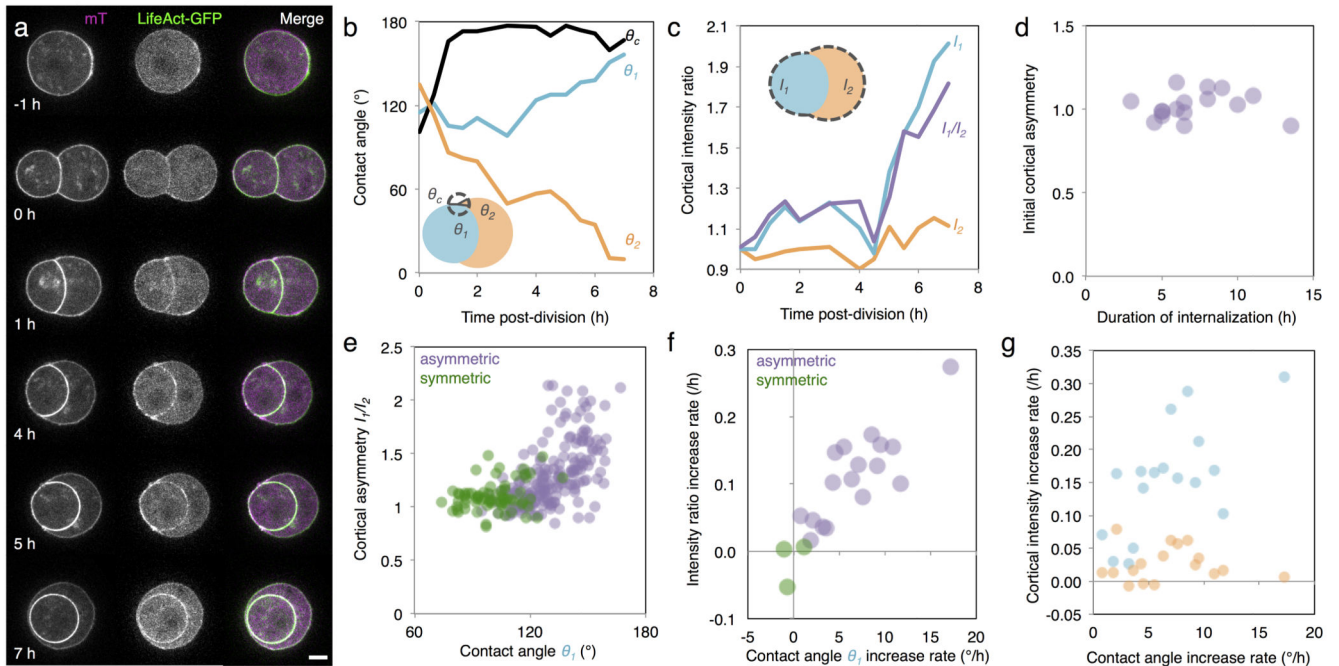 a
mT LifeAct-GFP Merge
-1 h
0 h
1 h
4 h
5 h
7 h
b
Contact angle (°)
180
120
60
0
θc
θ1
θ2
θc
θ1
θ2
0 2 4 6 8
Time post-division (h)
c
Cortical intensity ratio
2.1
1.9
1.7
1.5
1.3
1.1
0.9
I1
I2
I1
I1/I2
I2
0 2 4 6 8
Time post-division (h)
d
Initial cortical asymmetry
1.5
1.0
0.5
0.0
0 5 10 15
Duration of internalization (h)
e
asymmetric
symmetric
Cortical asymmetry I1/I2
2.5
2
1.5
1
0.5
0
60 120 180
Contact angle θ1 (°)
f
asymmetric
symmetric
Intensity ratio increase rate (/h)
0.3
0.2
0.1
0.0
-0.1
-5 0 5 10 15 20
Contact angle θ1 increase rate (°/h)
g
Cortical intensity increase rate (/h)
0.35
0.30
0.25
0.20
0.15
0.10
0.05
0.00
-0.05
0 5 10 15 20
Contact angle increase rate (°/h)